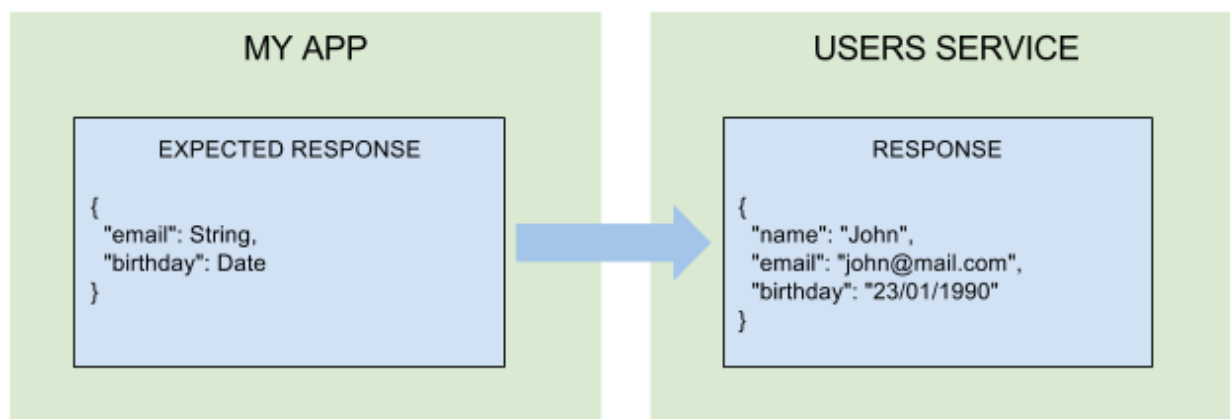 MY APP
EXPECTED RESPONSE
{
"email": String,
"birthday": Date
}
USERS SERVICE
RESPONSE
{
"name": "John",
"email": "john@mail.com",
"birthday": "23/01/1990"
}